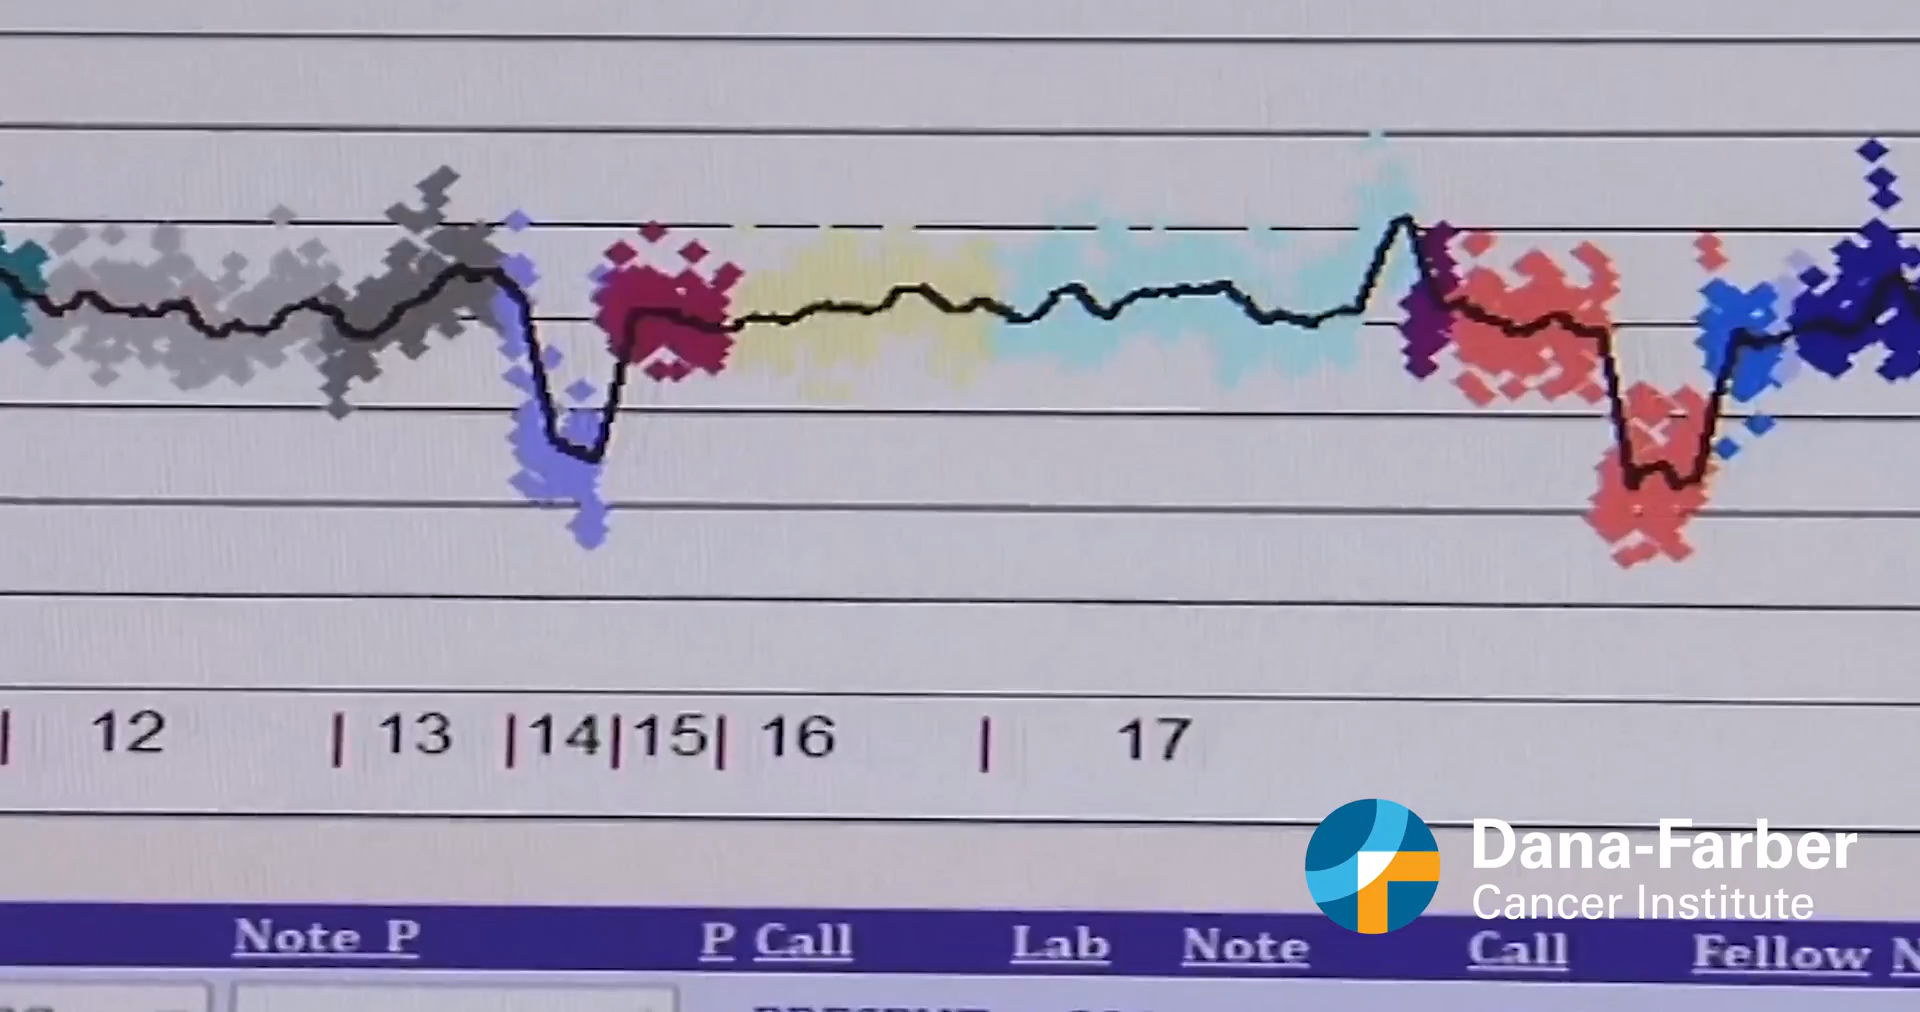 | 12 | 13 | 14 | 15 | 16 | 17
Dana-Farber
Cancer Institute
Note P P Call Lab Note Call Fellow N